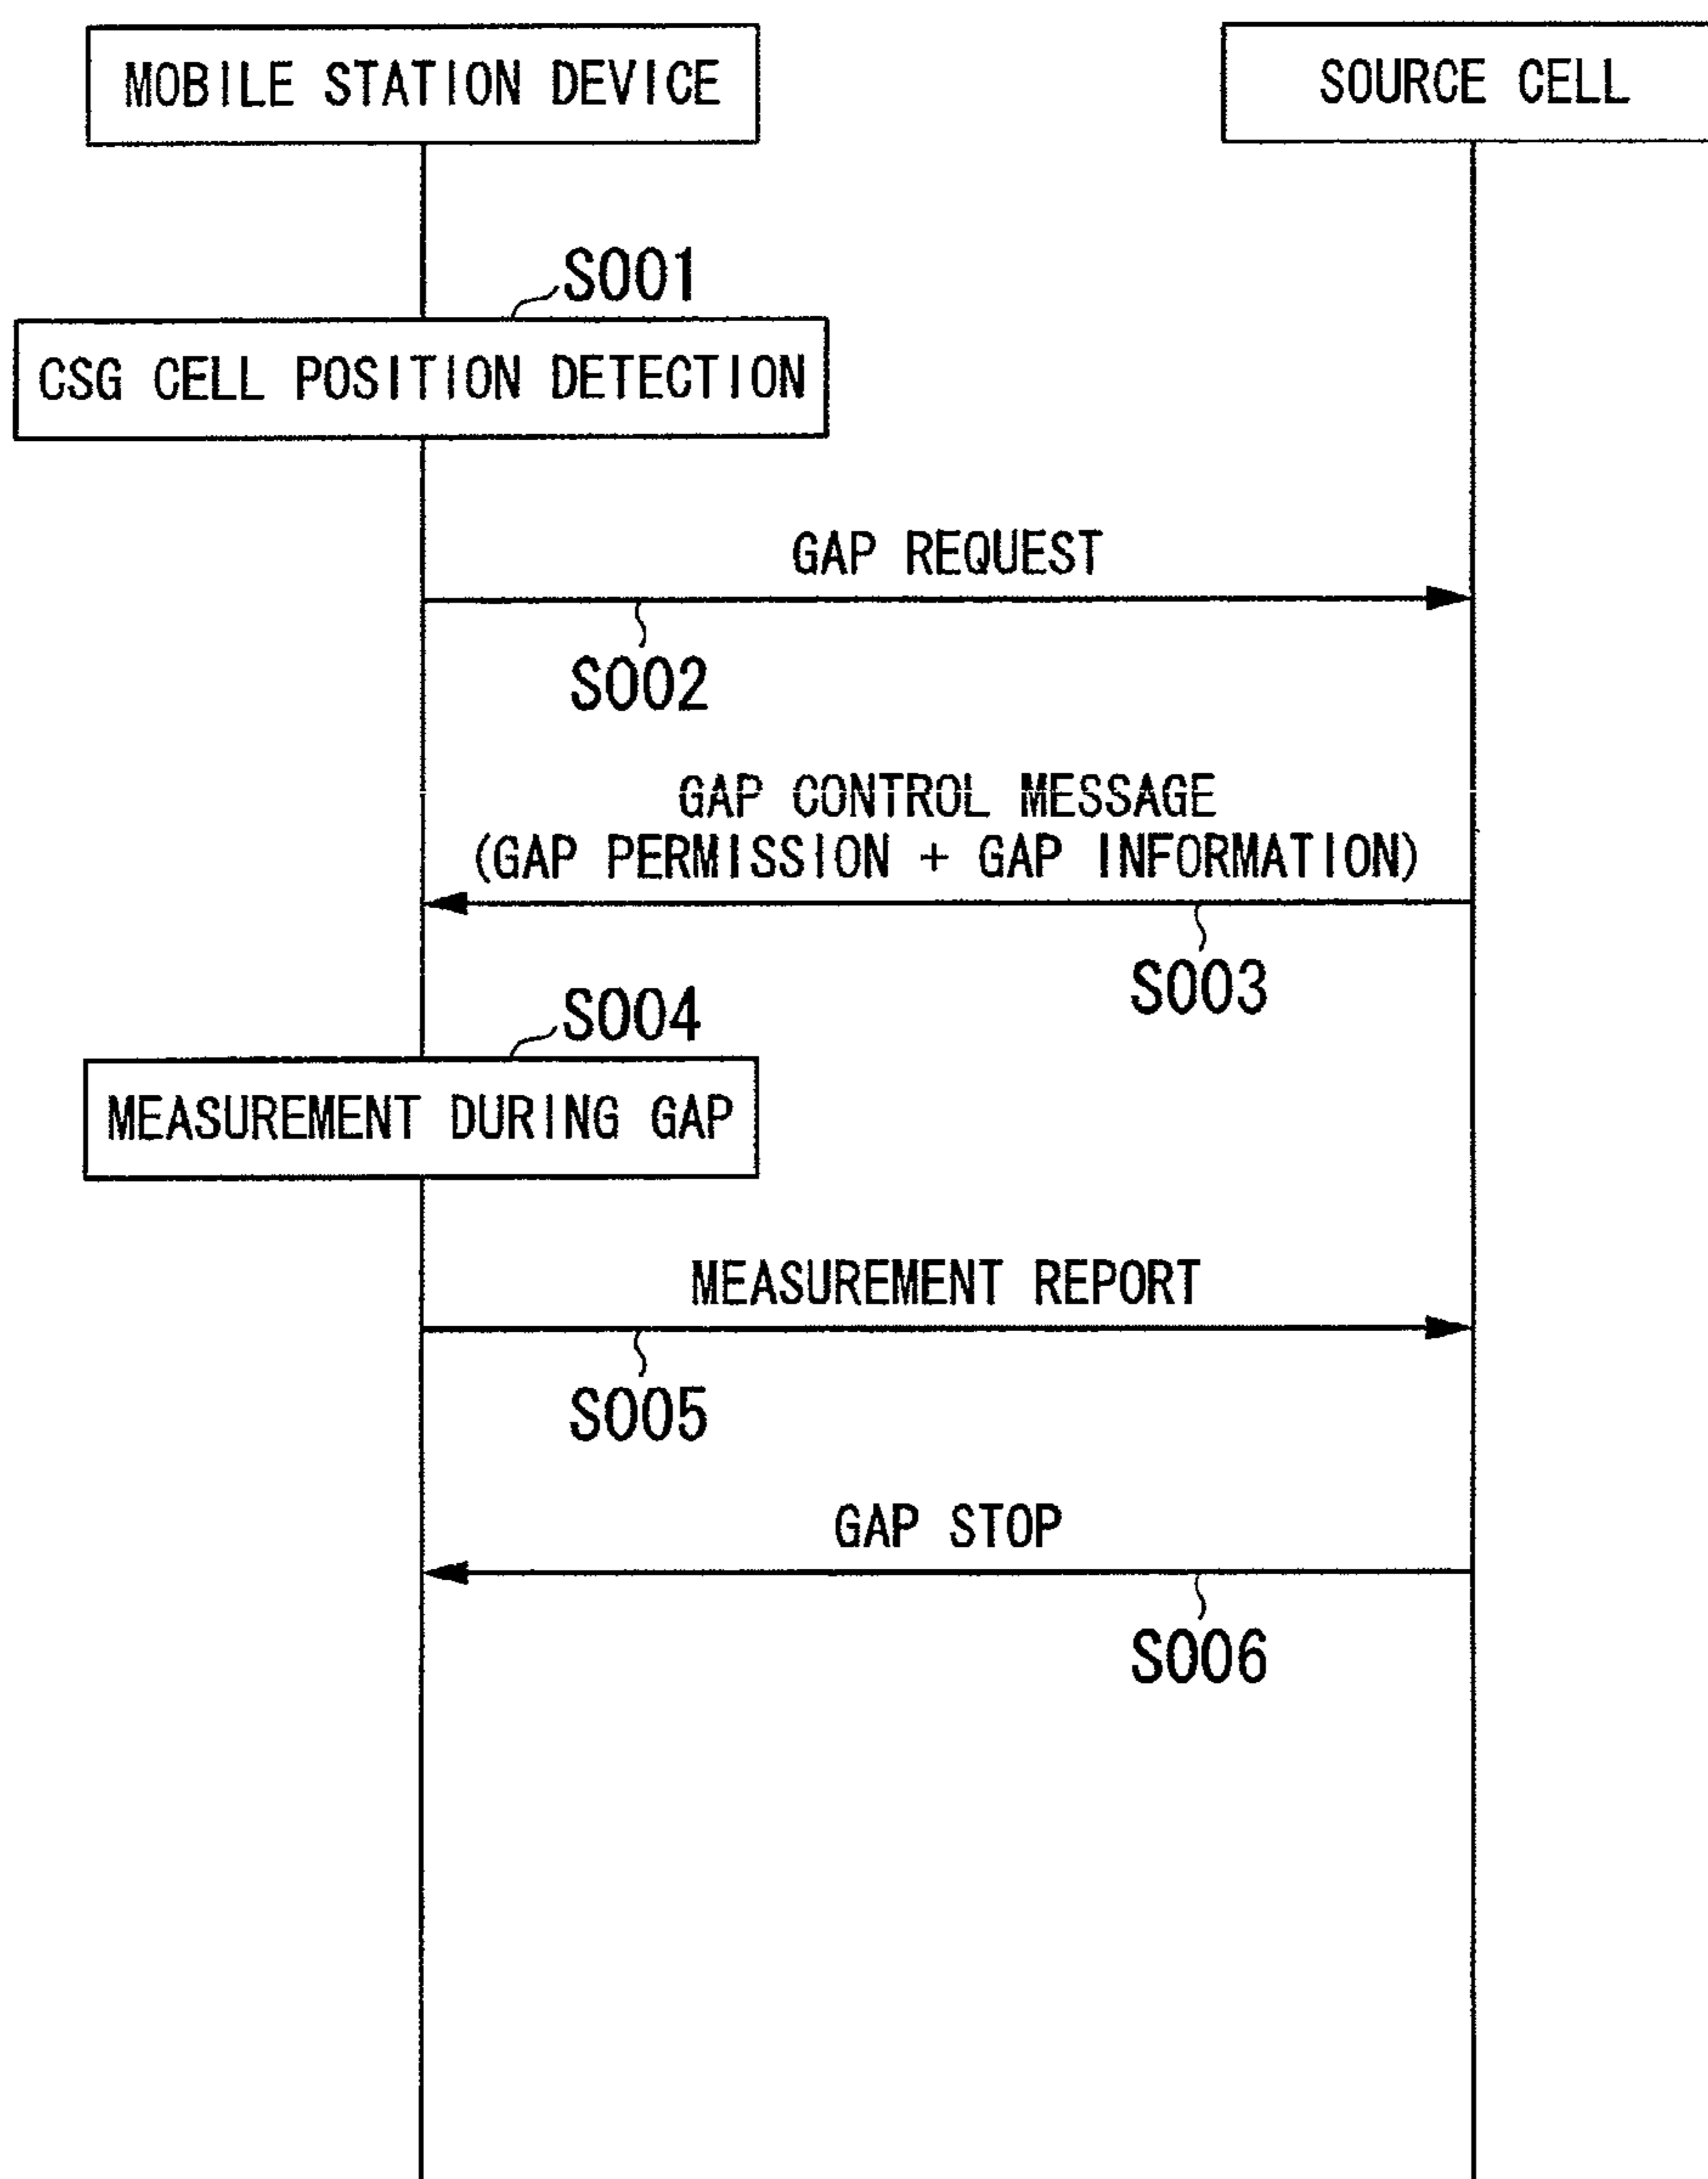 MOBILE STATION DEVICE
SOURCE CELL
S001
CSG CELL POSITION DETECTION
GAP REQUEST
S002
GAP CONTROL MESSAGE
(GAP PERMISSION + GAP INFORMATION)
S003
S004
MEASUREMENT DURING GAP
MEASUREMENT REPORT
S005
GAP STOP
S006